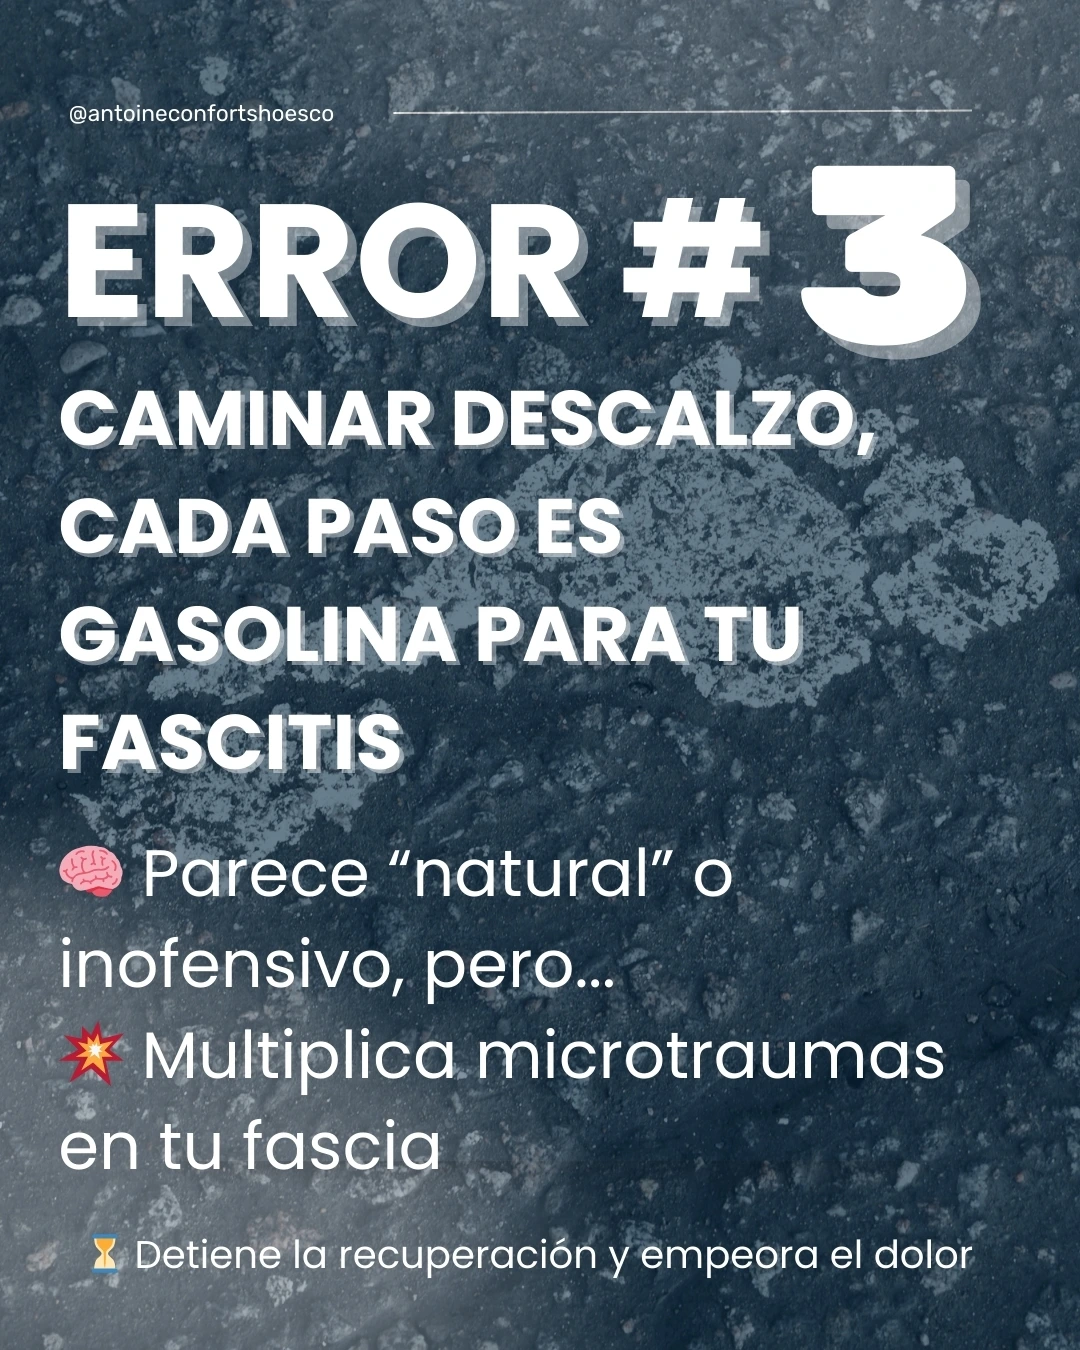 @antoineconfortshoesco
ERROR # 3
CAMINAR DESCALZO,
CADA PASO ES
GASOLINA PARA TU
FASCITIS
🧠 Parece “natural” o
inofensivo, pero...
💥 Multiplica microtraumas
en tu fascia
⏳ Detiene la recuperación y empeora el dolor